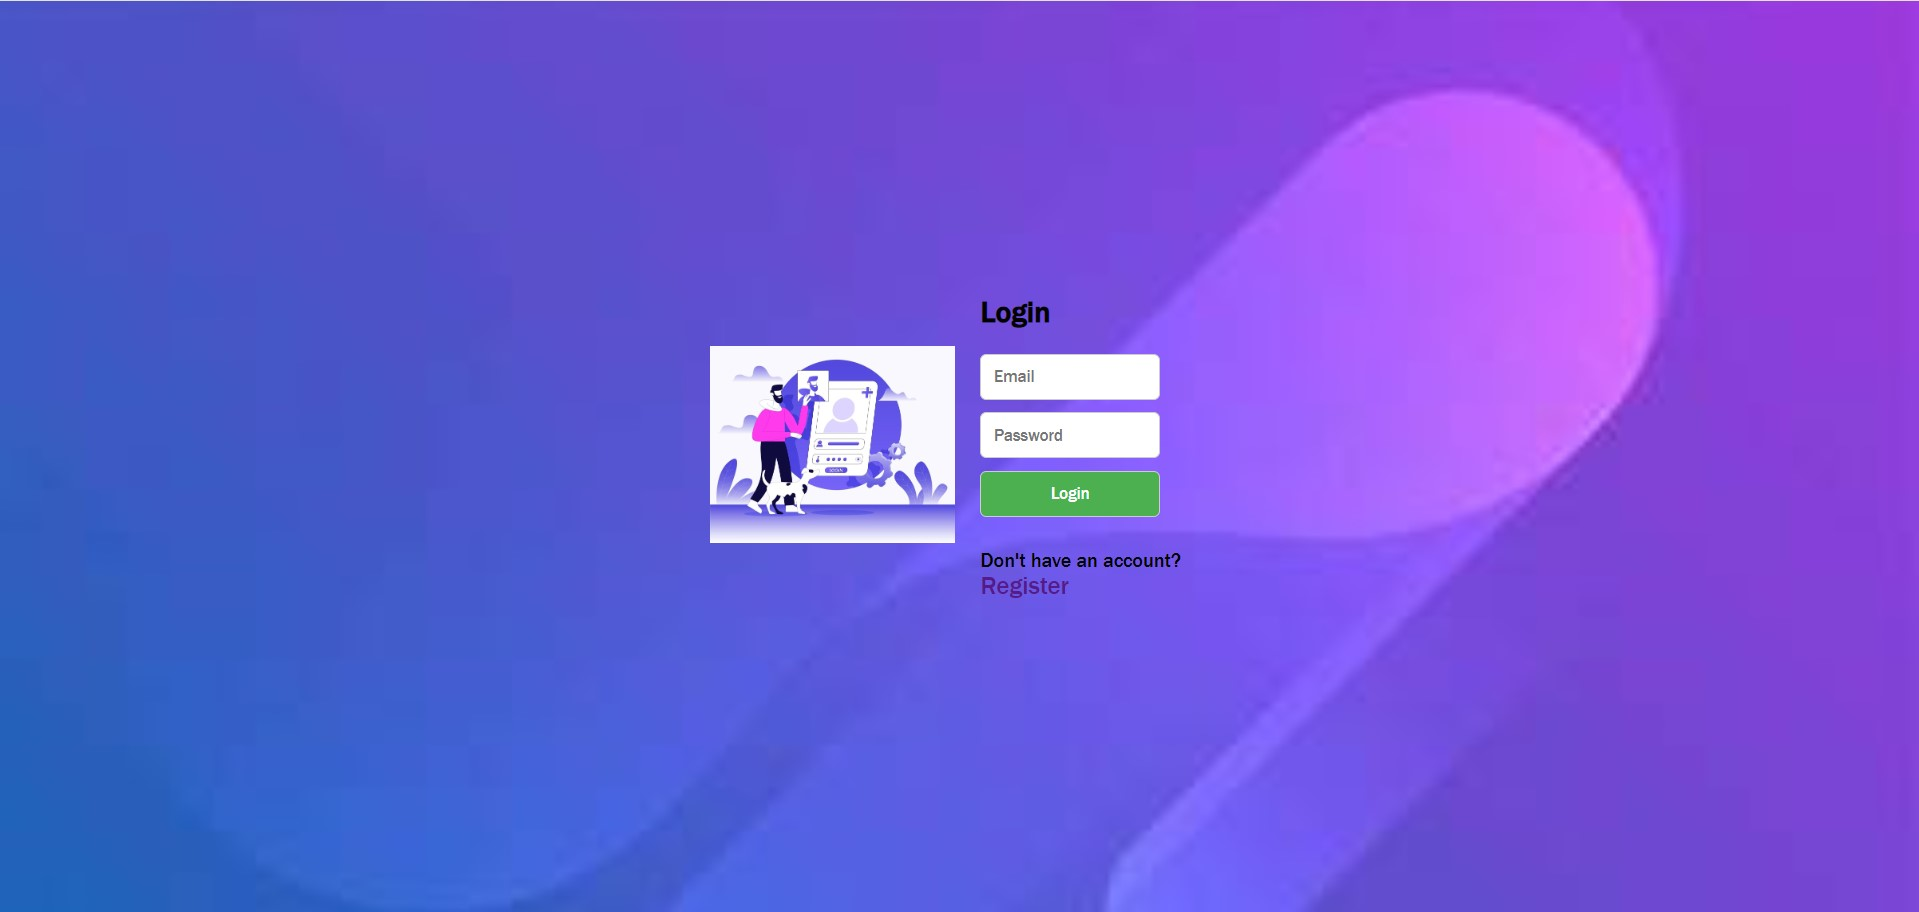 Login
Email
Password
Login
Don't have an account?
Register